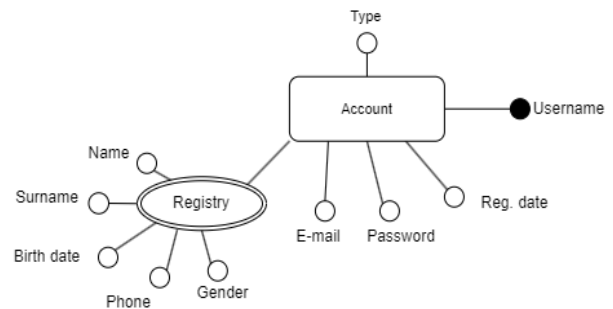 Type
Account
Username
Name
Surname
Registry
Reg. date
E-mail
Password
Birth date
Phone
Gender